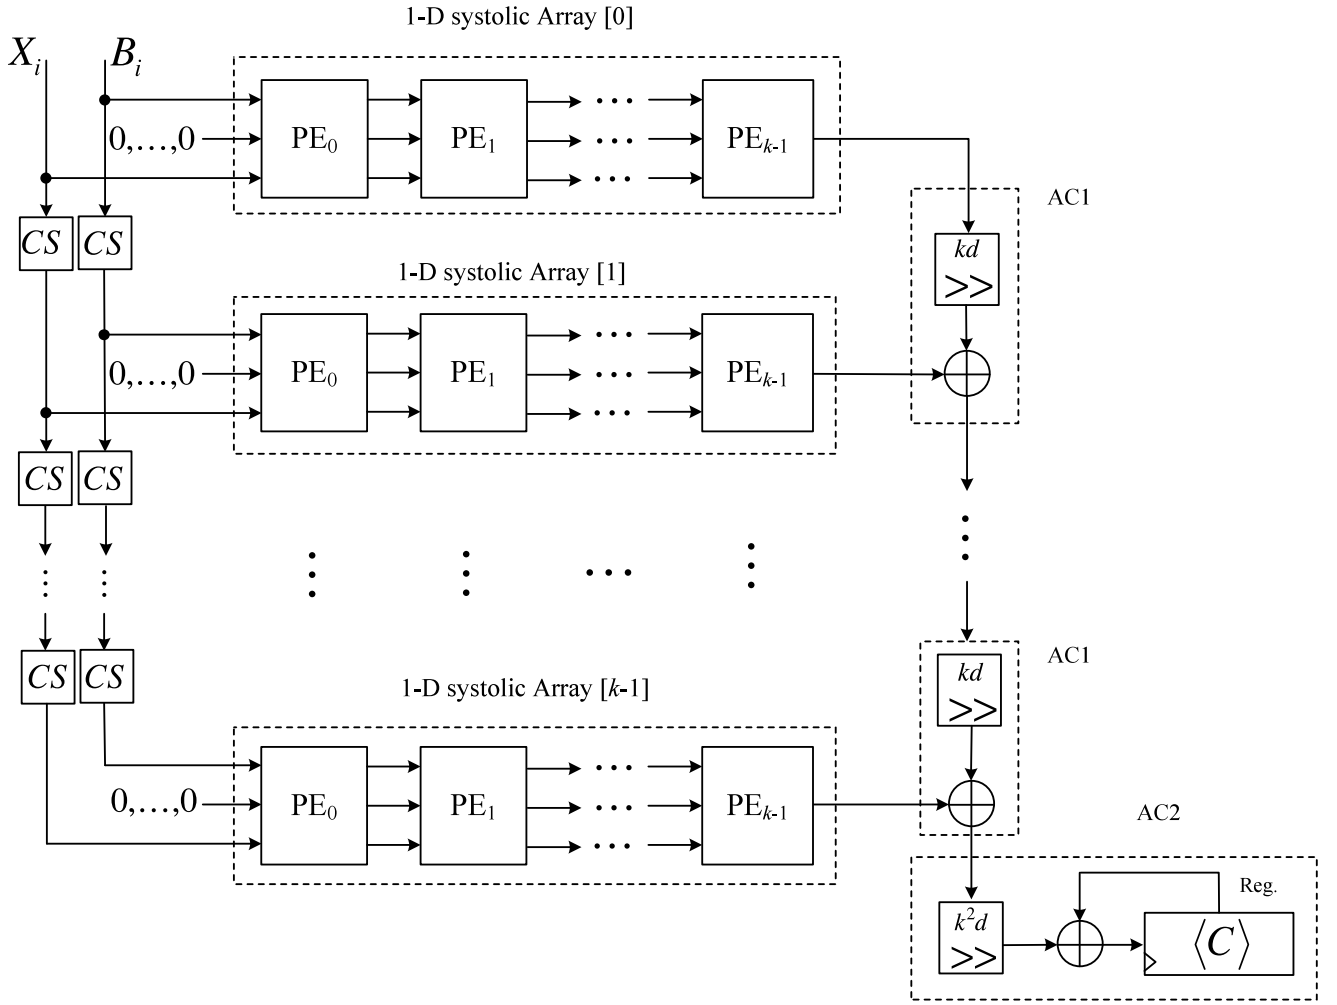 1-D systolic Array [0]
X_i B_i
0,…,0 PE_0 PE_1 … PE_{k-1}
AC1
CS CS
kd
>>
1-D systolic Array [1]
0,…,0 PE_0 PE_1 … PE_{k-1}
CS CS
AC1
1-D systolic Array [k-1]
kd
>>
CS CS
0,…,0 PE_0 PE_1 … PE_{k-1}
AC2
Reg.
k^2d
>>
⟨C⟩